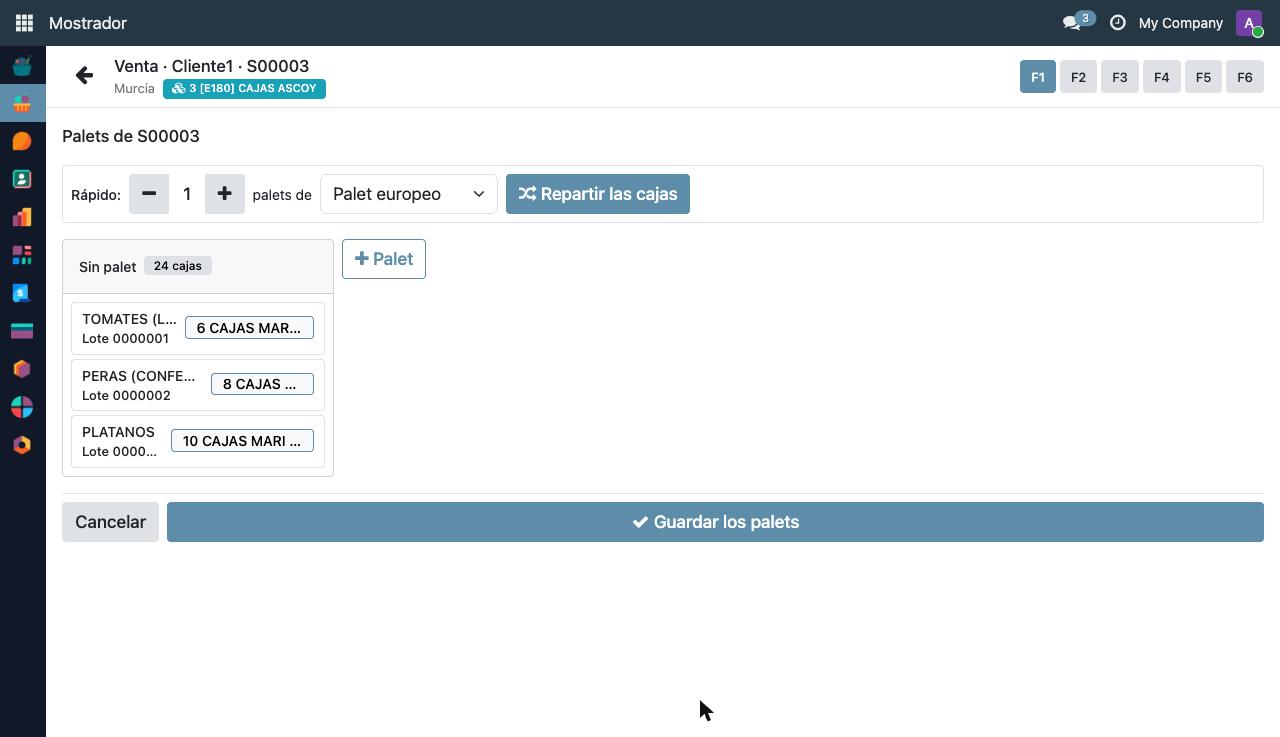 Mostrador
3
My Company
A
Venta · Cliente1 · S00003
Murcia
3 [E180] CAJAS ASCOY
F1
F2
F3
F4
F5
F6
Palets de S00003
Rápido:
1
palets de
Palet europeo
Repartir las cajas
Sin palet
24 cajas
Palet
TOMATES (L...
Lote 0000001
6 CAJAS MAR...
PERAS (CONFE...
Lote 0000002
8 CAJAS ...
PLATANOS
Lote 0000...
10 CAJAS MARI ...
Cancelar
Guardar los palets